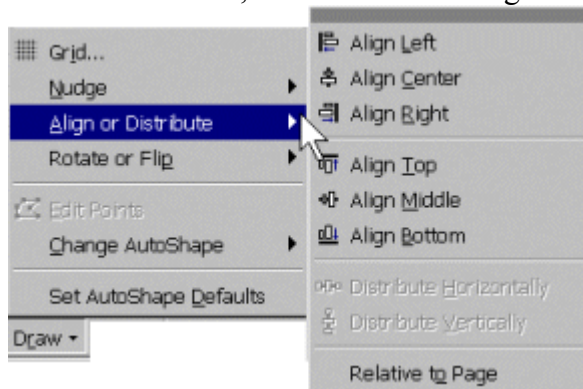 Grid...
Nudge
Align or Distribute
Rotate or Flip
Edit Points
Change AutoShape
Set AutoShape Defaults
Draw
Align Left
Align Center
Align Right
Align Top
Align Middle
Align Bottom
Distribute Horizontally
Distribute Vertically
Relative to Page